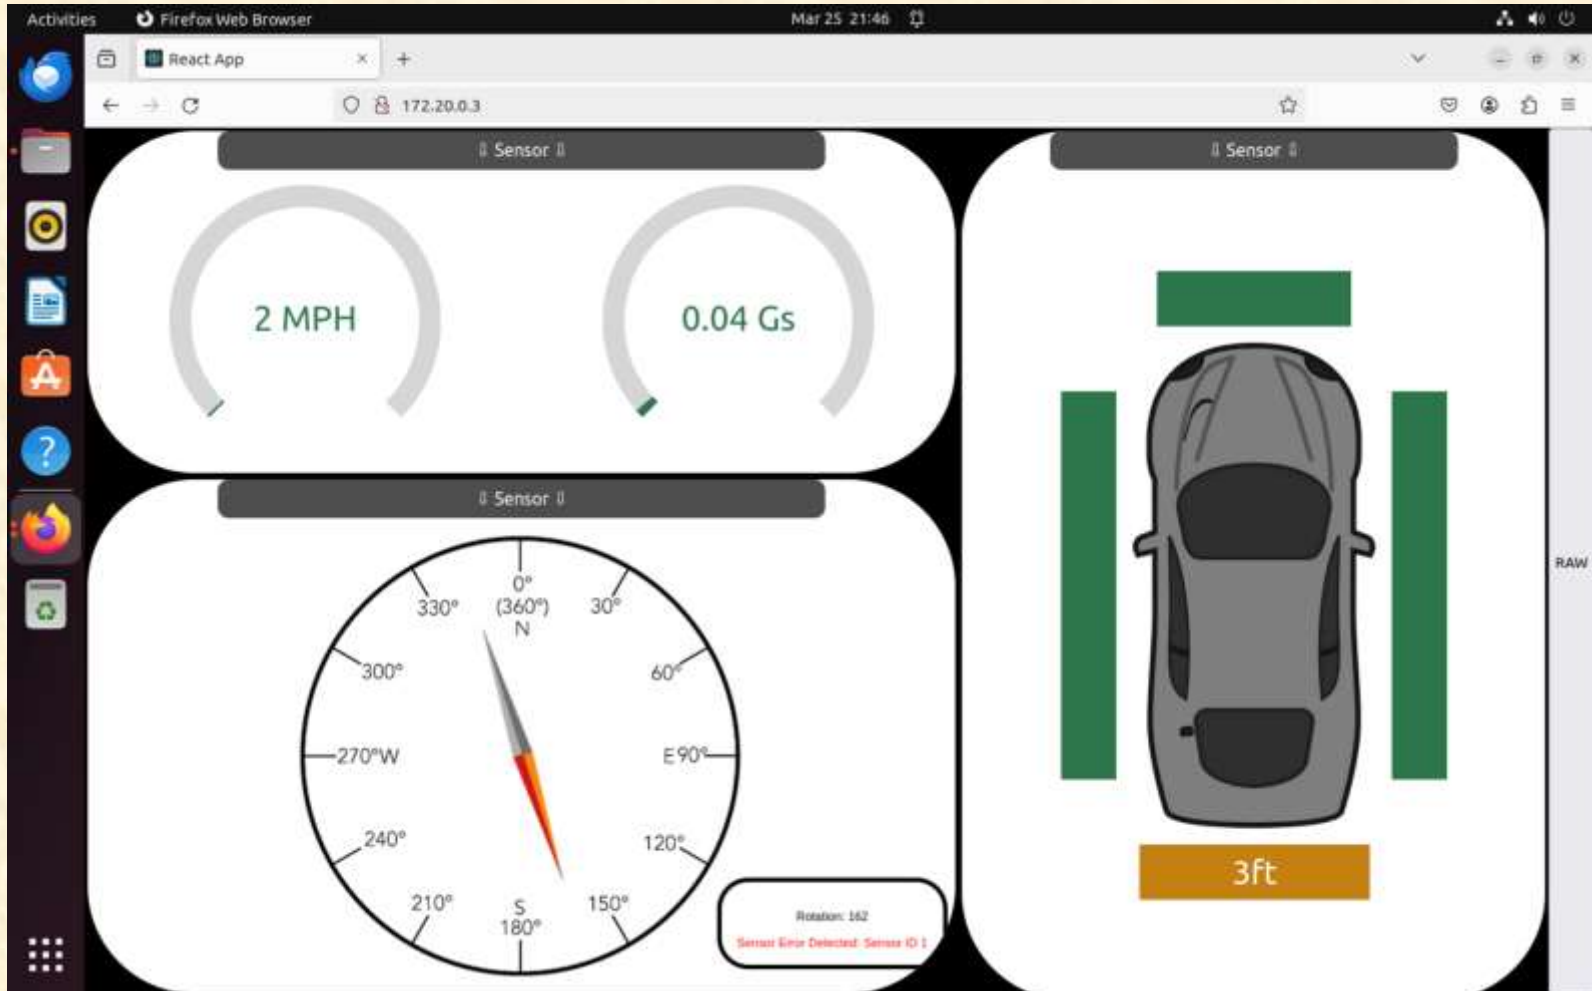 Activities Firefox Web Browser Mar 25 21:46
React App
172.20.0.3
⇩ Sensor ⇩
2 MPH
0.04 Gs
⇩ Sensor ⇩
0°
(360°)
N
30°
60°
E 90°
120°
150°
S
180°
210°
240°
270°W
300°
330°
Rotation: 162
Sensor Error Detected: Sensor ID 1
⇩ Sensor ⇩
3ft
RAW